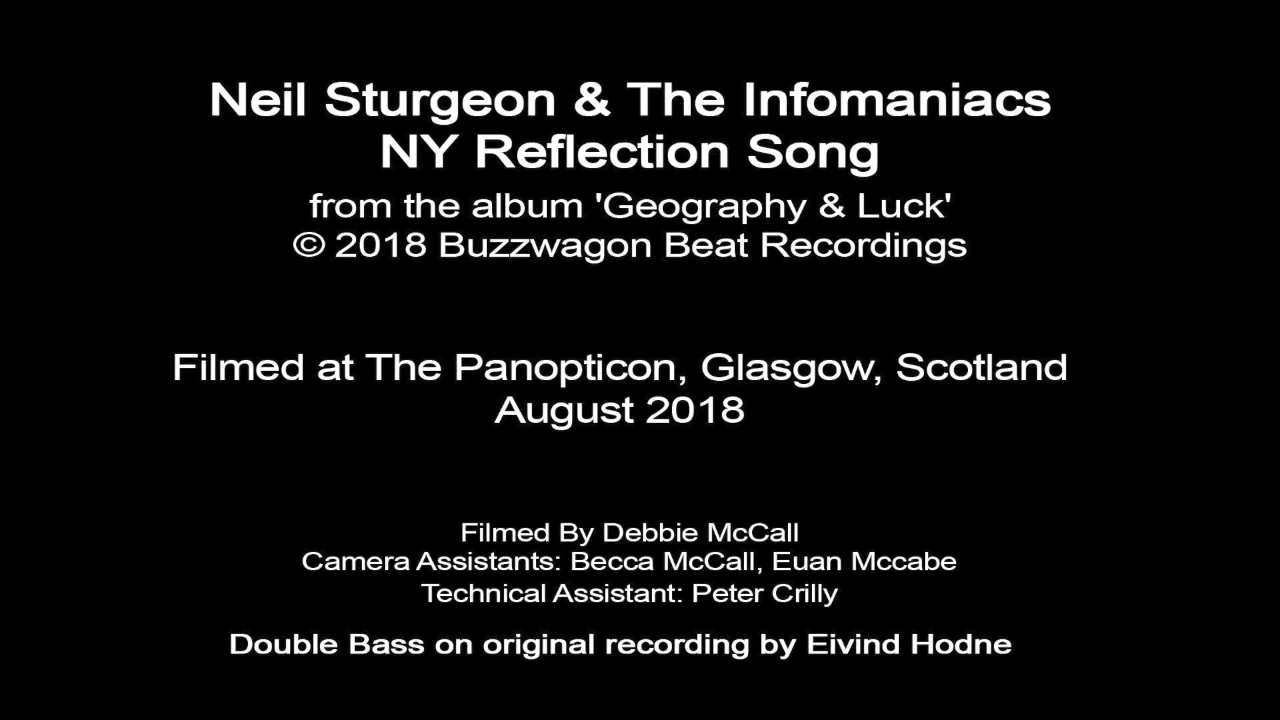 Neil Sturgeon & The Infomaniacs
NY Reflection Song
from the album 'Geography & Luck'
© 2018 Buzzwagon Beat Recordings
Filmed at The Panopticon, Glasgow, Scotland
August 2018
Filmed By Debbie McCall
Camera Assistants: Becca McCall, Euan Mccabe
Technical Assistant: Peter Crilly
Double Bass on original recording by Eivind Hodne